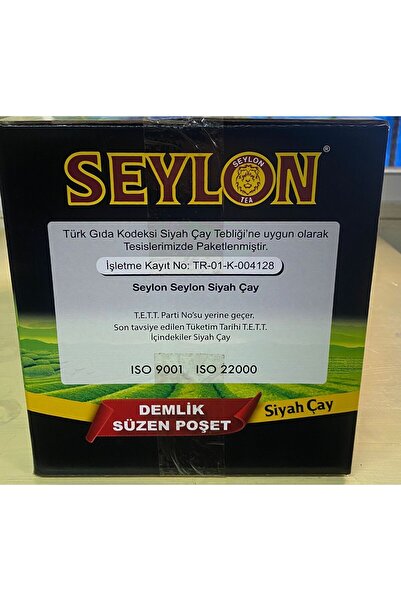 SEYLON®
SEYLON
TEA
Türk Gıda Kodeksi Siyah Çay Tebliği'ne uygun olarak
Tesislerimizde Paketlenmiştir.
İşletme Kayıt No: TR-01-K-004128
Seylon Seylon Siyah Çay
T.E.T.T. Parti No'su yerine geçer,
Son tavsiye edilen Tüketim Tarihi T.E.T.T.
İçindekiler Siyah Çay
ISO 9001 ISO 22000
DEMLİK
SÜZEN POŞET
Siyah Çay